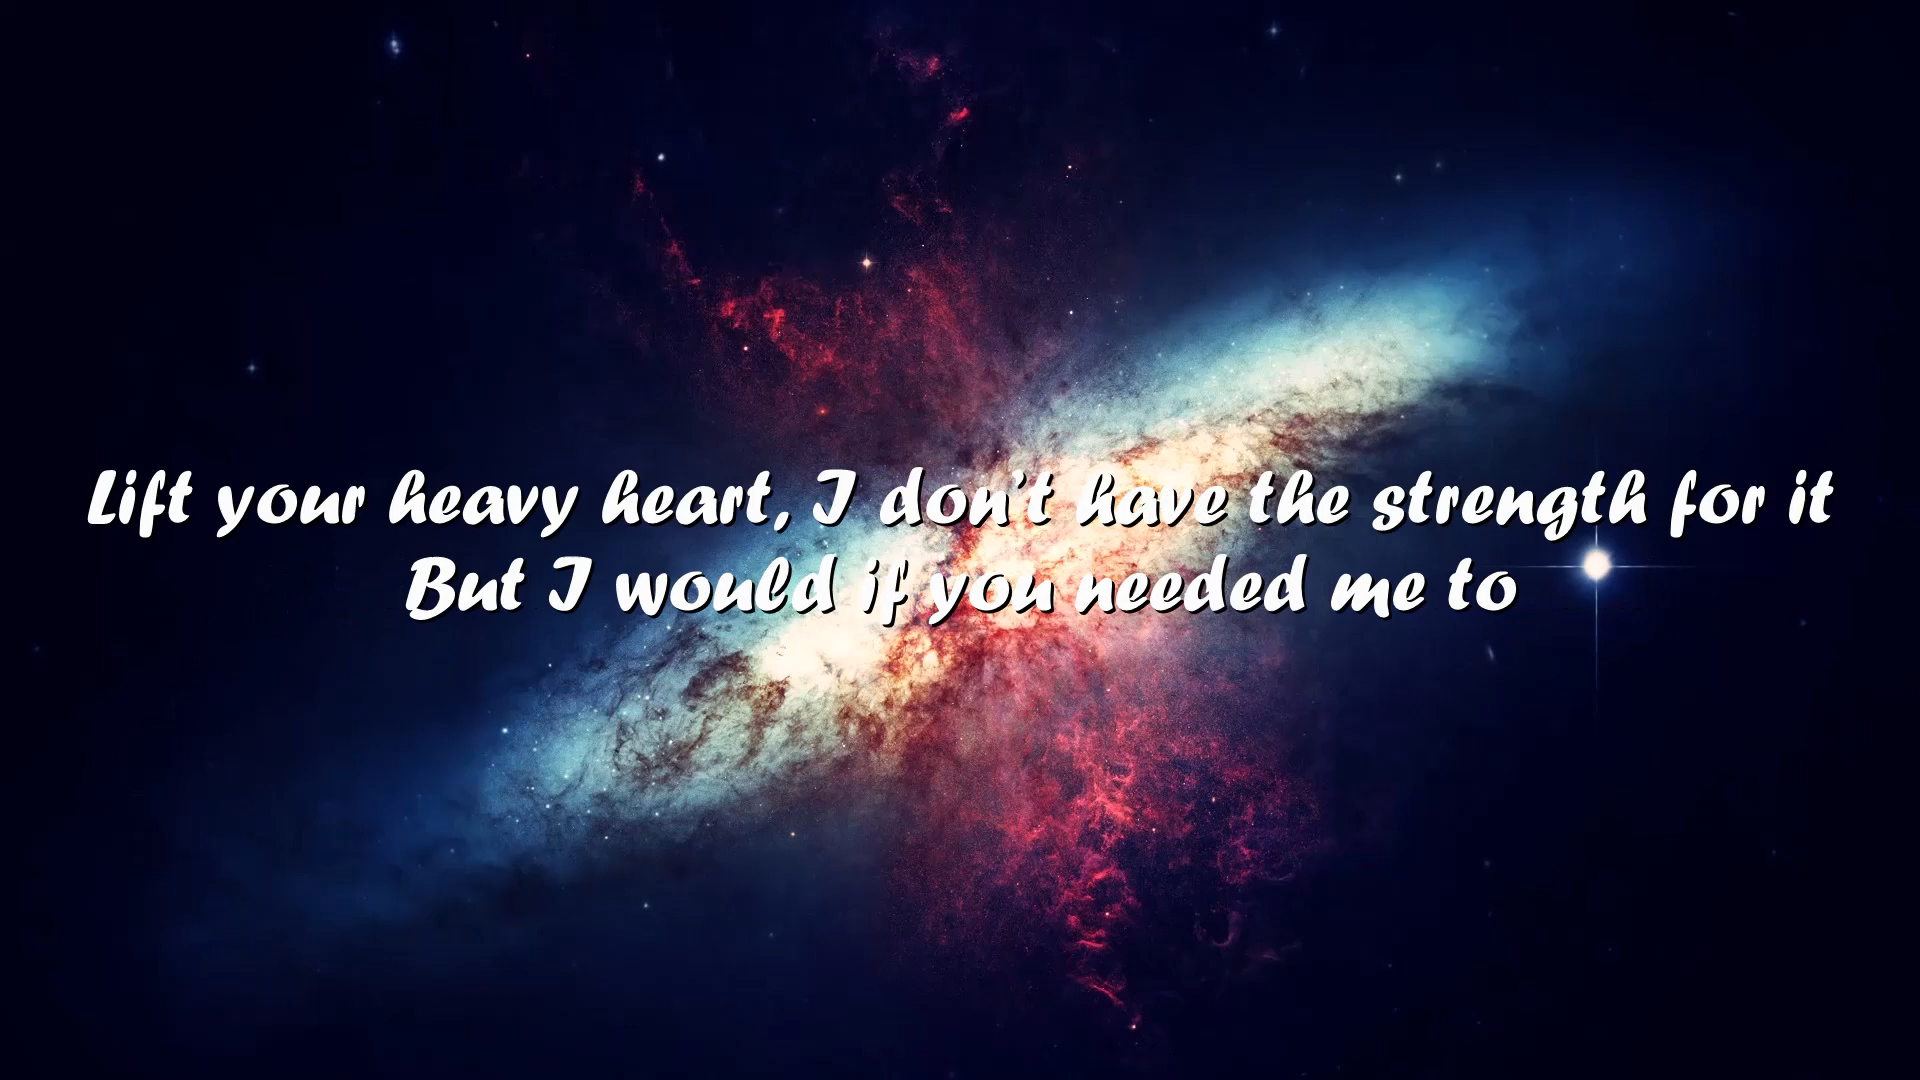 Lift your heavy heart, I don't have the strength for it
But I would if you needed me to